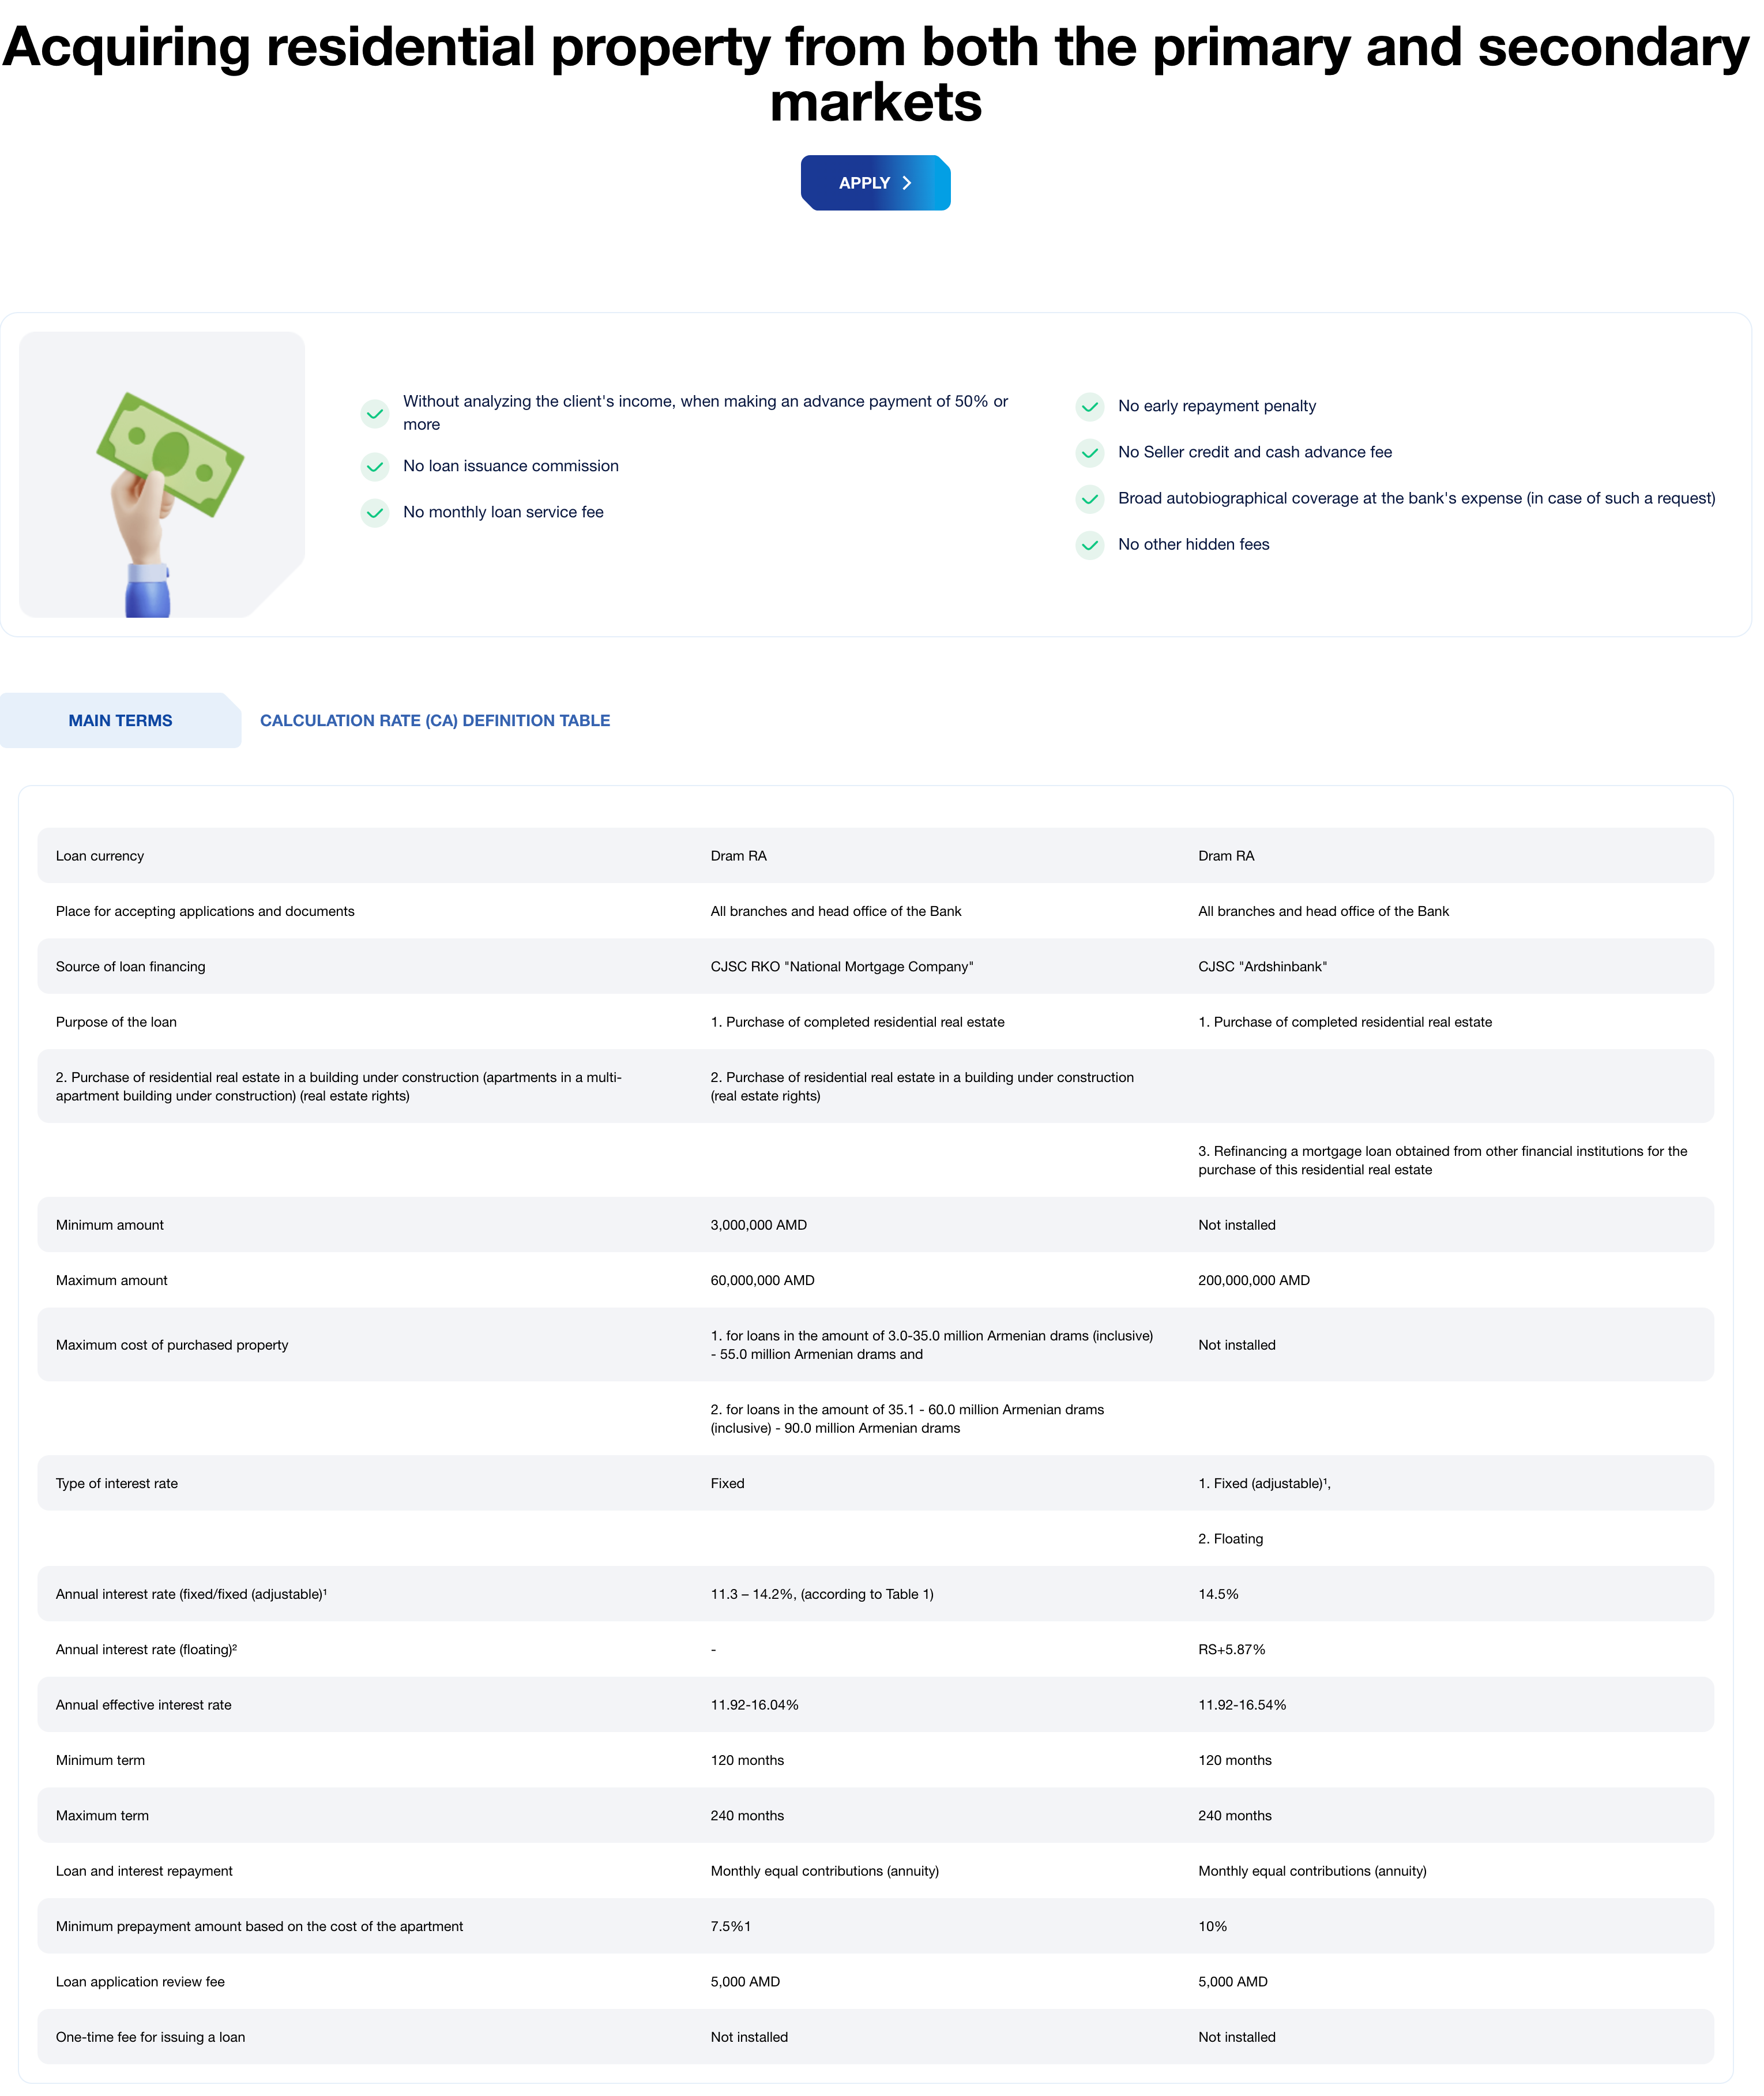 Acquiring residential property from both the primary and secondary
markets
APPLY
Without analyzing the client's income, when making an advance payment of 50% or
more
No loan issuance commission
No monthly loan service fee
No early repayment penalty
No Seller credit and cash advance fee
Broad autobiographical coverage at the bank's expense (in case of such a request)
No other hidden fees
MAIN TERMS CALCULATION RATE (CA) DEFINITION TABLE
Loan currency Dram RA Dram RA
Place for accepting applications and documents All branches and head office of the Bank All branches and head office of the Bank
Source of loan financing CJSC RKO "National Mortgage Company" CJSC "Ardshinbank"
Purpose of the loan 1. Purchase of completed residential real estate 1. Purchase of completed residential real estate
2. Purchase of residential real estate in a building under construction (apartments in a multi-
apartment building under construction) (real estate rights)
2. Purchase of residential real estate in a building under construction
(real estate rights)
3. Refinancing a mortgage loan obtained from other financial institutions for the
purchase of this residential real estate
Minimum amount 3,000,000 AMD Not installed
Maximum amount 60,000,000 AMD 200,000,000 AMD
Maximum cost of purchased property
1. for loans in the amount of 3.0-35.0 million Armenian drams (inclusive)
- 55.0 million Armenian drams and
Not installed
2. for loans in the amount of 35.1 - 60.0 million Armenian drams
(inclusive) - 90.0 million Armenian drams
Type of interest rate Fixed 1. Fixed (adjustable)¹,
2. Floating
Annual interest rate (fixed/fixed (adjustable)¹ 11.3 – 14.2%, (according to Table 1) 14.5%
Annual interest rate (floating)² - RS+5.87%
Annual effective interest rate 11.92-16.04% 11.92-16.54%
Minimum term 120 months 120 months
Maximum term 240 months 240 months
Loan and interest repayment Monthly equal contributions (annuity) Monthly equal contributions (annuity)
Minimum prepayment amount based on the cost of the apartment 7.5%1 10%
Loan application review fee 5,000 AMD 5,000 AMD
One-time fee for issuing a loan Not installed Not installed